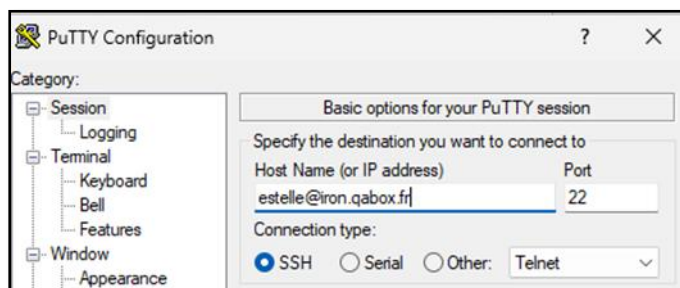 PuTTY Configuration ? ×
Category:
Session
Logging
Terminal
Keyboard
Bell
Features
Window
Appearance
Basic options for your PuTTY session
Specify the destination you want to connect to
Host Name (or IP address) Port
estelle@iron.qabox.fr 22
Connection type:
SSH Serial Other: Telnet